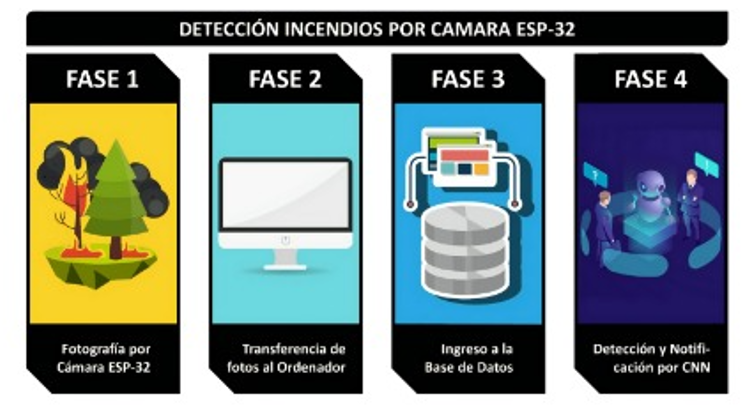 DETECCIÓN INCENDIOS POR CAMARA ESP-32
FASE 1
FASE 2
FASE 3
FASE 4
?
!
Fotografía por
Cámara ESP-32
Transferencia de
fotos al Ordenador
Ingreso a la
Base de Datos
Detección y Notifi-
cación por CNN